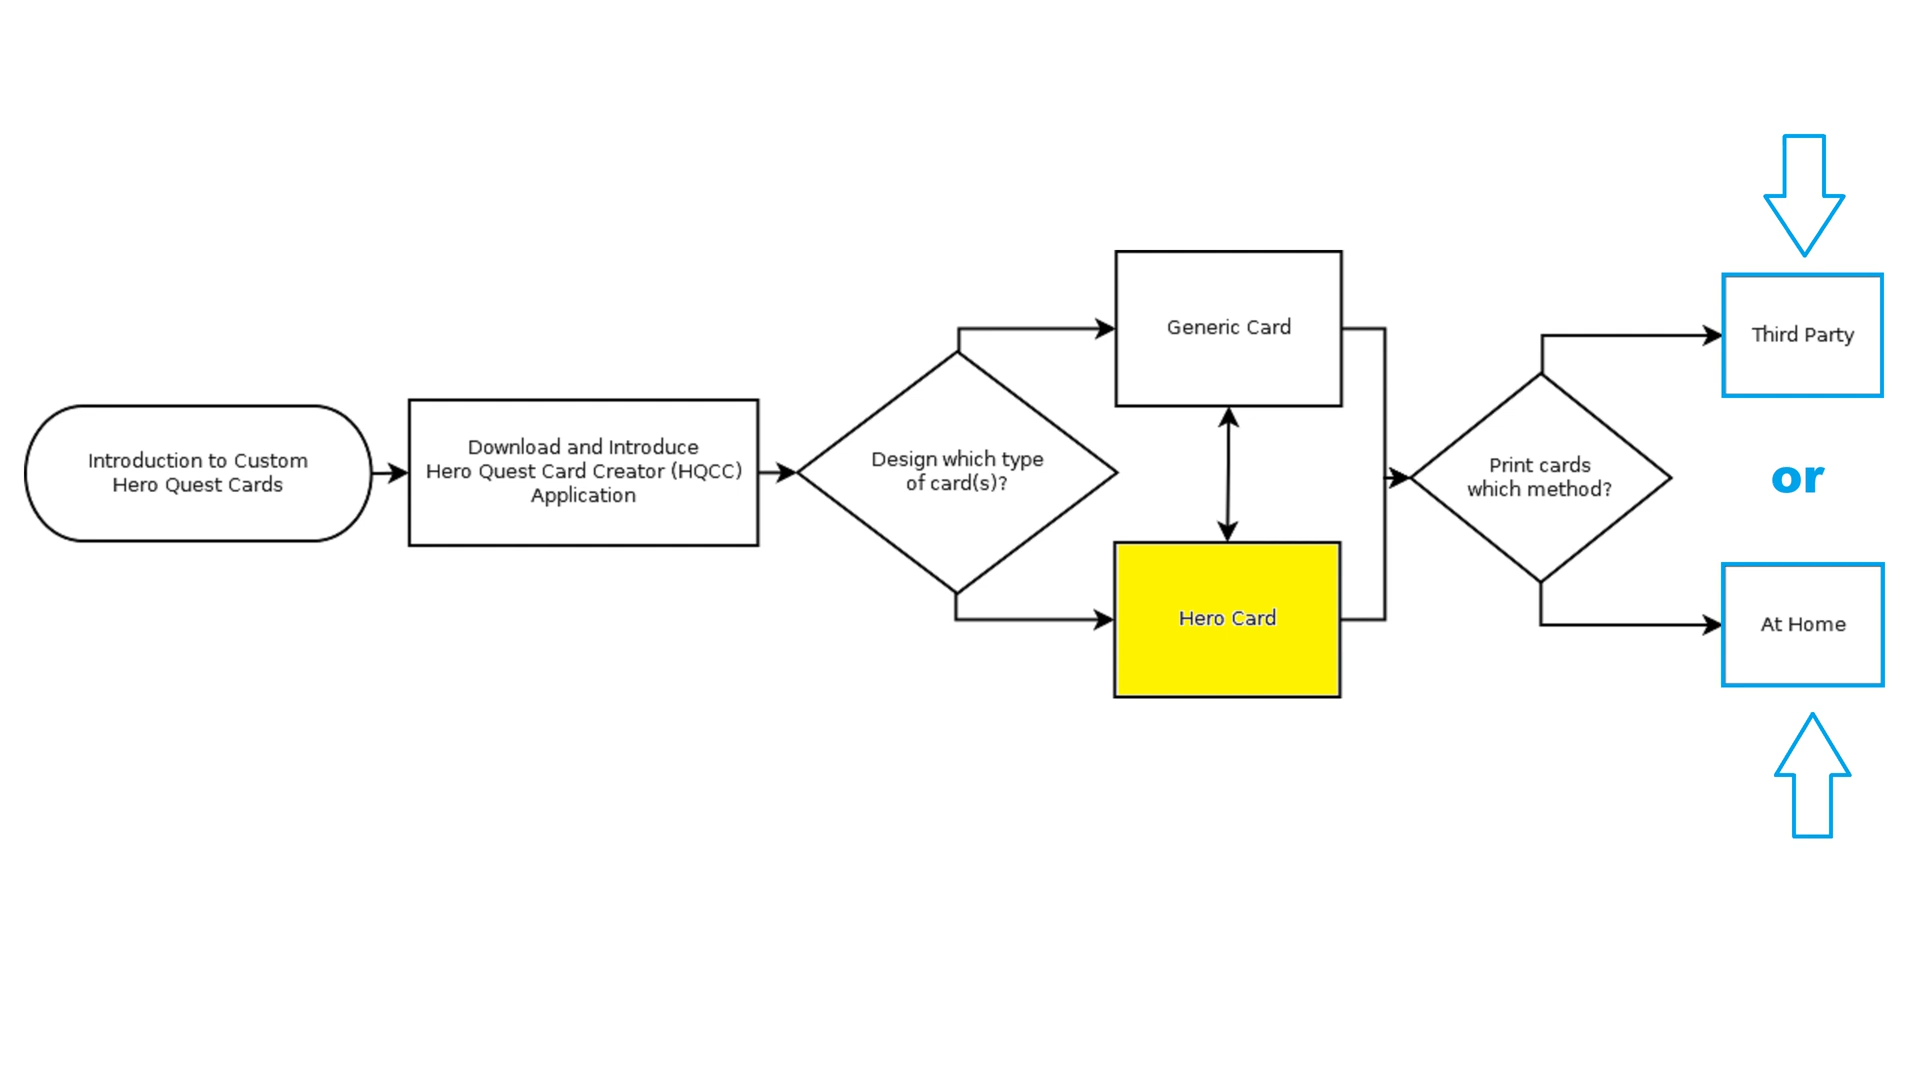 Introduction to Custom
Hero Quest Cards
Download and Introduce
Hero Quest Card Creator (HQCC)
Application
Design which type
of card(s)?
Generic Card
Hero Card
Print cards
which method?
Third Party
or
At Home